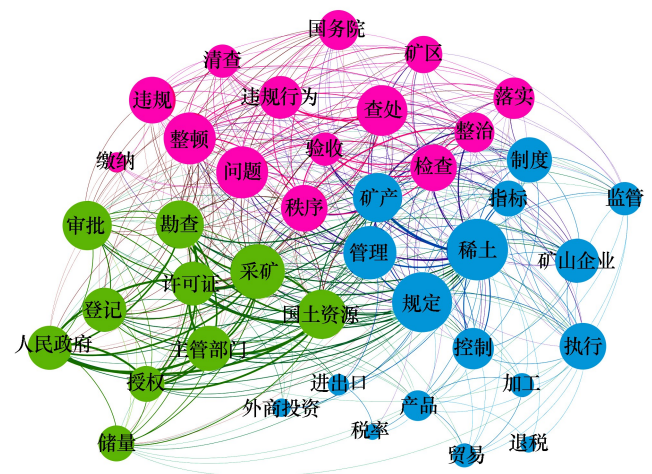 国务院
清查
矿区
违规
违规行为
查处
落实
整顿
验收
整治
缴纳
问题
检查
制度
秩序
矿产
指标
监管
审批
勘查
管理
稀土
矿山企业
采矿
许可证
登记
国土资源
规定
人民政府
主管部门
控制
执行
授权
进出口
加工
外商投资
产品
税率
储量
贸易
退税